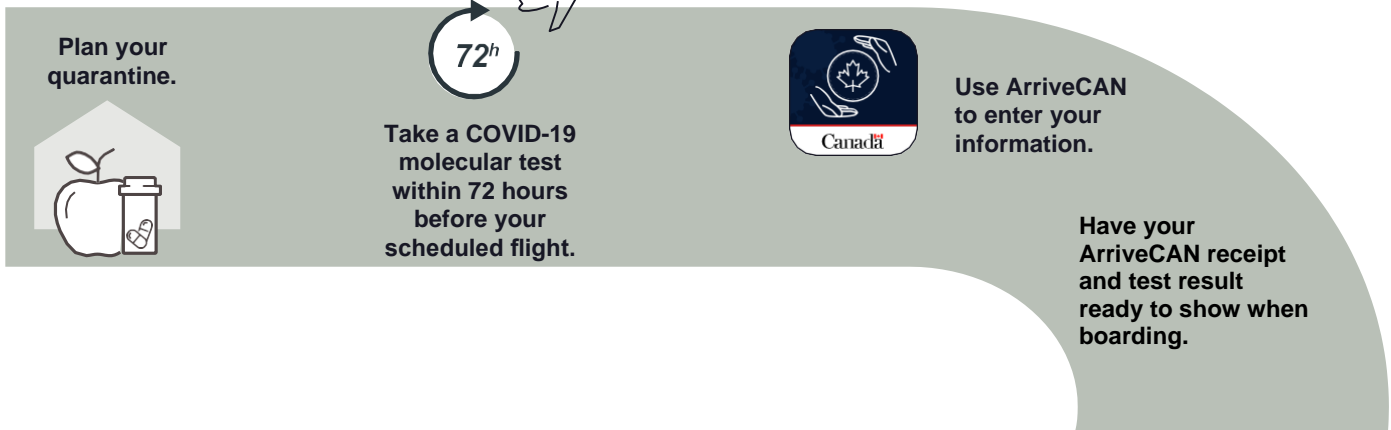 Plan your
quarantine.
72h
Take a COVID-19
molecular test
within 72 hours
before your
scheduled flight.
Canada
Use ArriveCAN
to enter your
information.
Have your
ArriveCAN receipt
and test result
ready to show when
boarding.